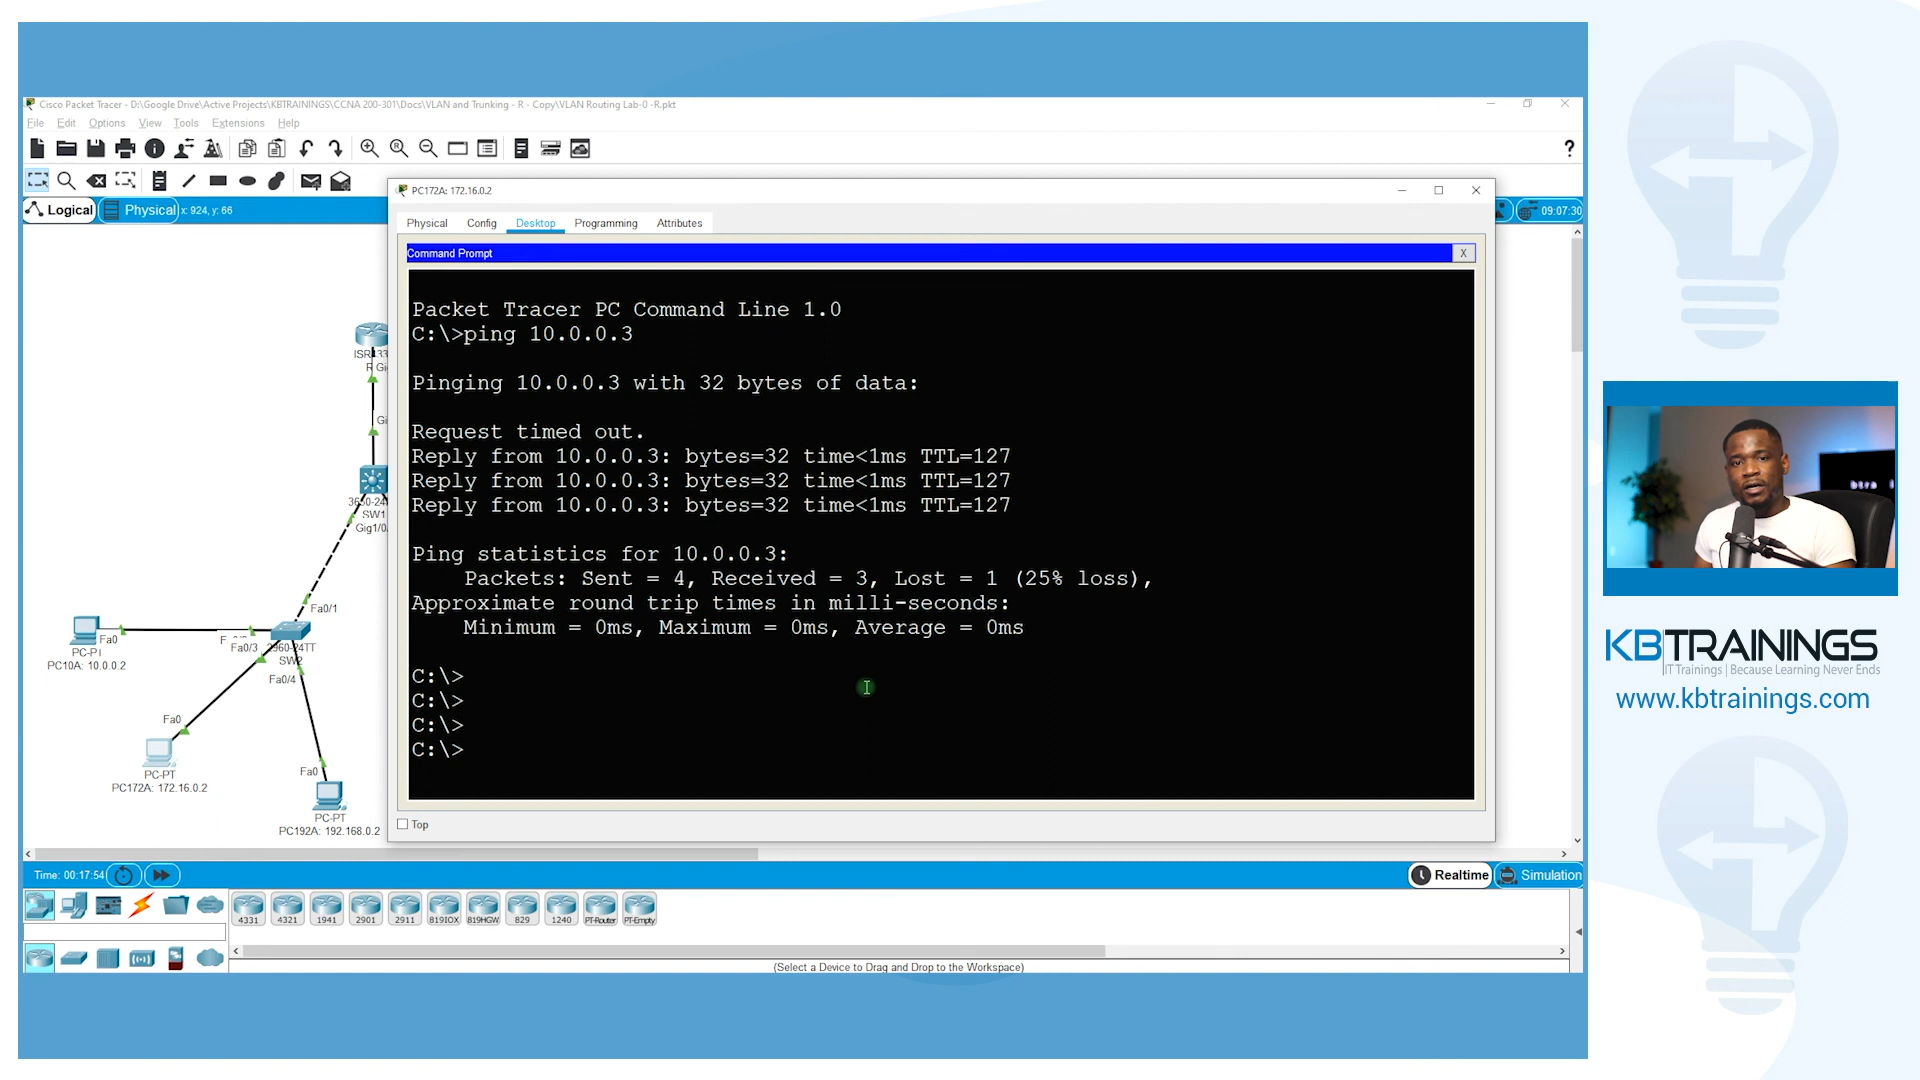 Cisco Packet Tracer - D:\Google Drive\Active Projects\KBTRAININGS\CCNA 200-301\Docs\VLAN and Trunking - R - Copy\VLAN Routing Lab-0 -R.pkt
File Edit Options View Tools Extensions Help
?
Logical Physical x: 924, y: 66
09:07:30
PC172A: 172.16.0.2
Physical Config Desktop Programming Attributes
Command Prompt
X
Packet Tracer PC Command Line 1.0
C:\>ping 10.0.0.3
Pinging 10.0.0.3 with 32 bytes of data:
Request timed out.
Reply from 10.0.0.3: bytes=32 time<1ms TTL=127
Reply from 10.0.0.3: bytes=32 time<1ms TTL=127
Reply from 10.0.0.3: bytes=32 time<1ms TTL=127
Ping statistics for 10.0.0.3:
Packets: Sent = 4, Received = 3, Lost = 1 (25% loss),
Approximate round trip times in milli-seconds:
Minimum = 0ms, Maximum = 0ms, Average = 0ms
C:\>
C:\>
C:\>
C:\>
Top
R Gi
Gi
SW1
Gig1/0
Fa0/1
Fa0
Fa0/3
2960-24TT
SW2
Fa0/4
PC10A: 10.0.0.2
Fa0
PC-PT
PC172A: 172.16.0.2
Fa0
PC-PT
PC192A: 192.168.0.2
Time: 00:17:54
Realtime Simulation
4331 4321 1941 2901 2911 819IOX 819HGW 829 1240 PT-Router PT-Empty
(Select a Device to Drag and Drop to the Workspace)
btra
KBTRAININGS
IT Trainings | Because Learning Never Ends
www.kbtrainings.com